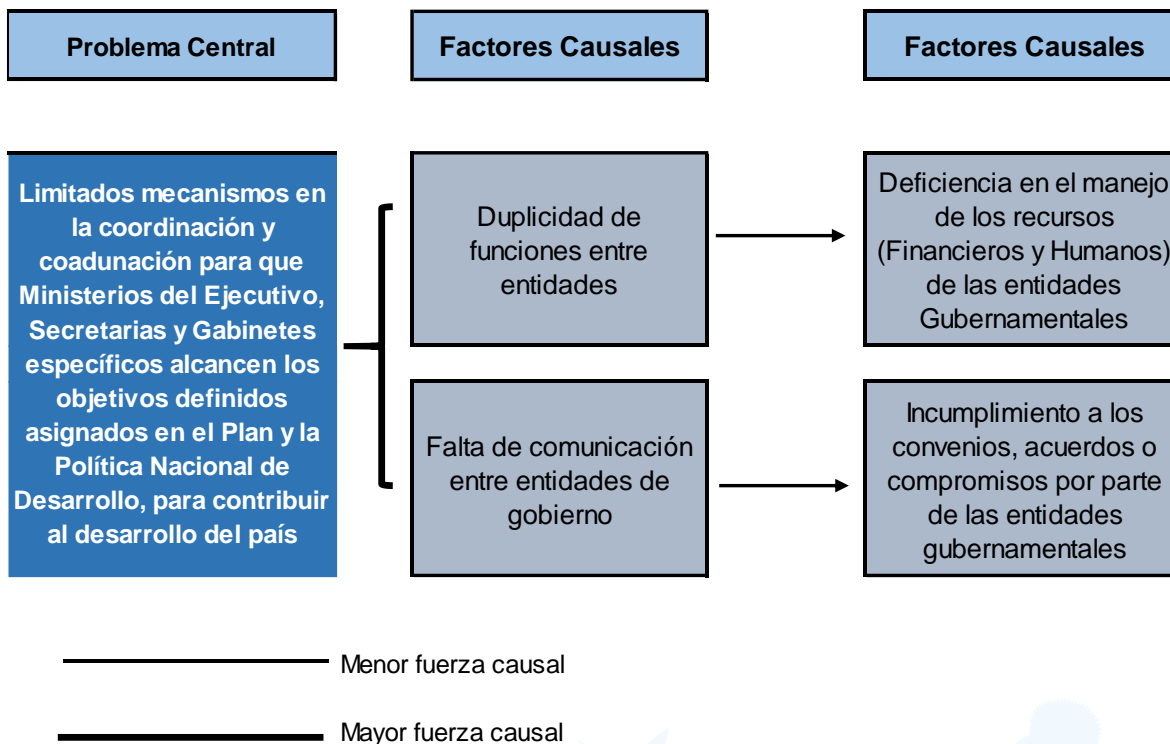 Problema Central
Factores Causales
Factores Causales
Limitados mecanismos en
la coordinación y
coadunación para que
Ministerios del Ejecutivo,
Secretarias y Gabinetes
específicos alcancen los
objetivos definidos
asignados en el Plan y la
Política Nacional de
Desarrollo, para contribuir
al desarrollo del país
Duplicidad de
funciones entre
entidades
Deficiencia en el manejo
de los recursos
(Financieros y Humanos)
de las entidades
Gubernamentales
Falta de comunicación
entre entidades de
gobierno
Incumplimiento a los
convenios, acuerdos o
compromisos por parte
de las entidades
gubernamentales
Menor fuerza causal
Mayor fuerza causal